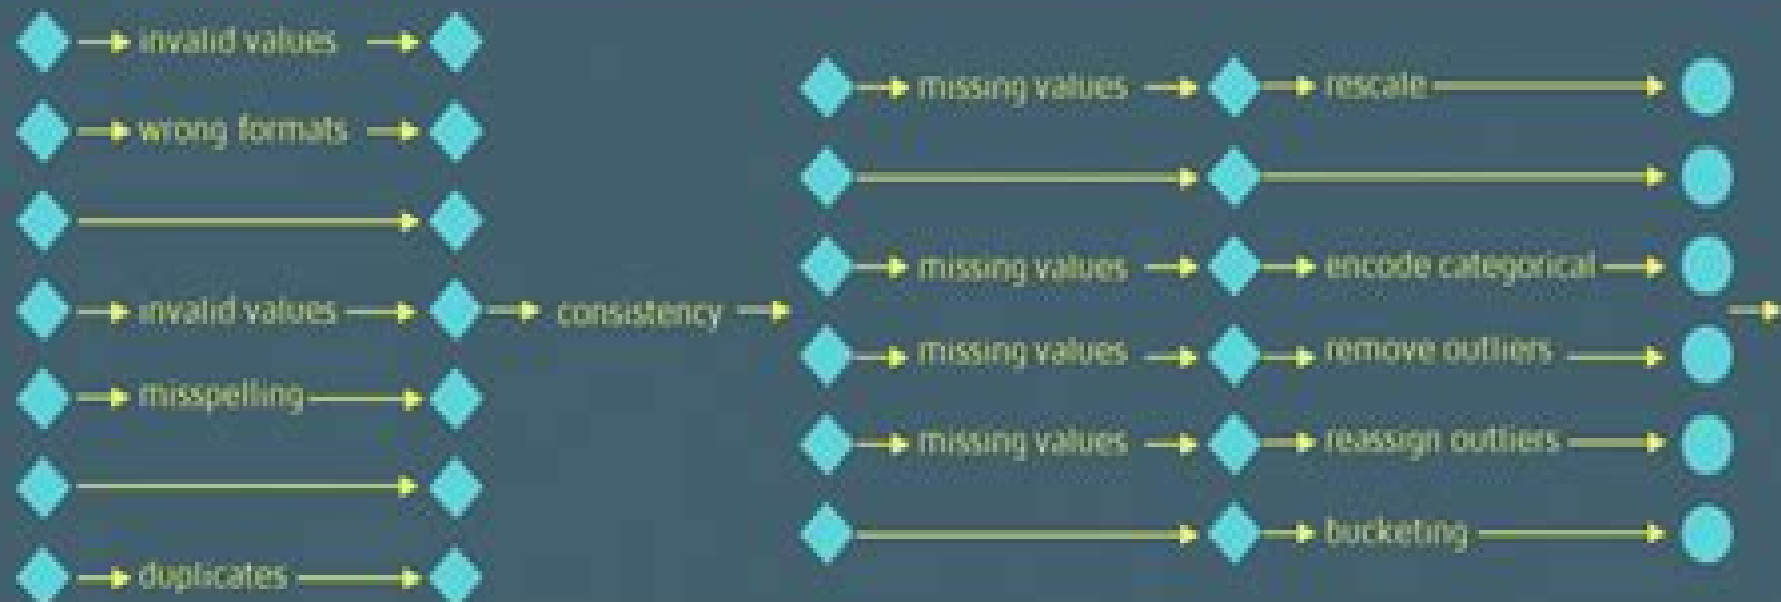 invalid values
wrong formats
invalid values
misspelling
duplicates
consistency
missing values
missing values
missing values
missing values
rescale
encode categorical
remove outliers
reassign outliers
bucketing